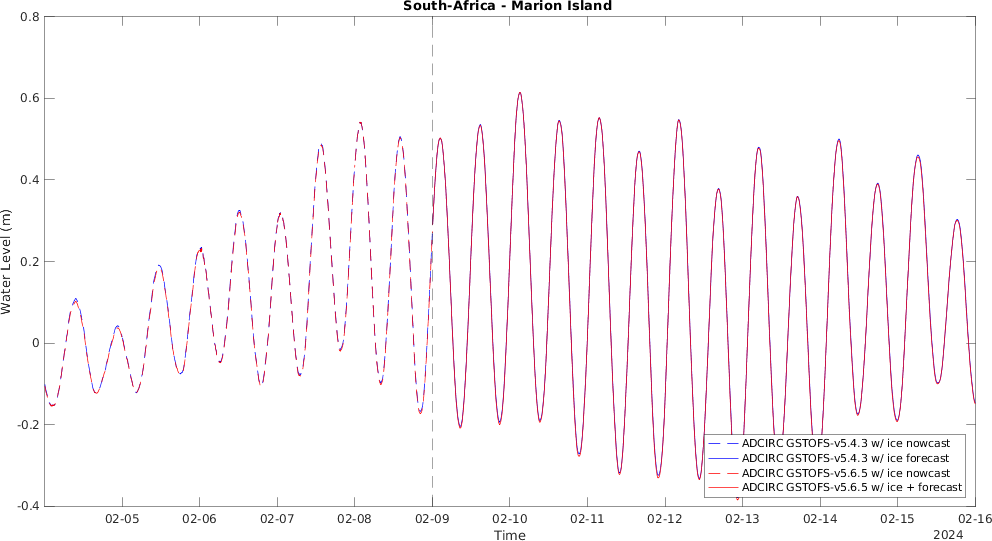 South-Africa - Marion Island
0.8
0.6
0.4
0.2
0
-0.2
-0.4
Water Level (m)
ADCIRC GSTOFS-v5.4.3 w/ ice nowcast
ADCIRC GSTOFS-v5.4.3 w/ ice forecast
ADCIRC GSTOFS-v5.6.5 w/ ice nowcast
ADCIRC GSTOFS-v5.6.5 w/ ice + forecast
02-05 02-06 02-07 02-08 02-09 02-10 02-11 02-12 02-13 02-14 02-15 02-16
Time
2024